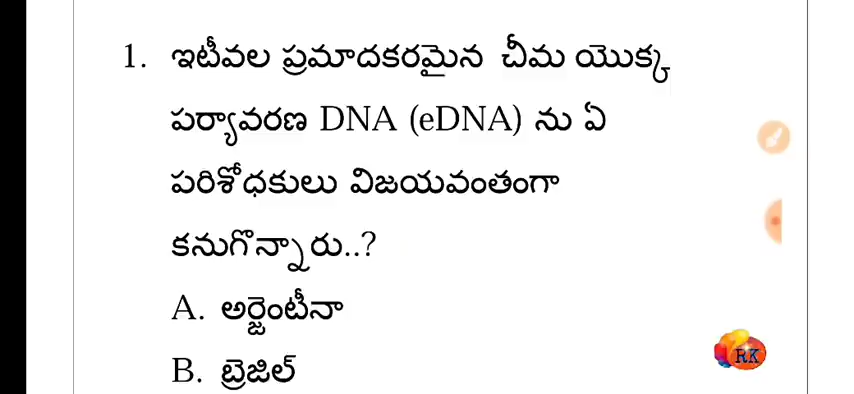 1. ఇటీవల ప్రమాదకరమైన చీమ యొక్క
పర్యావరణ DNA (eDNA) ను ఏ
పరిశోధకులు విజయవంతంగా
కనుగొన్నారు..?
A. అర్జెంటీనా
B. బ్రెజిల్
RK